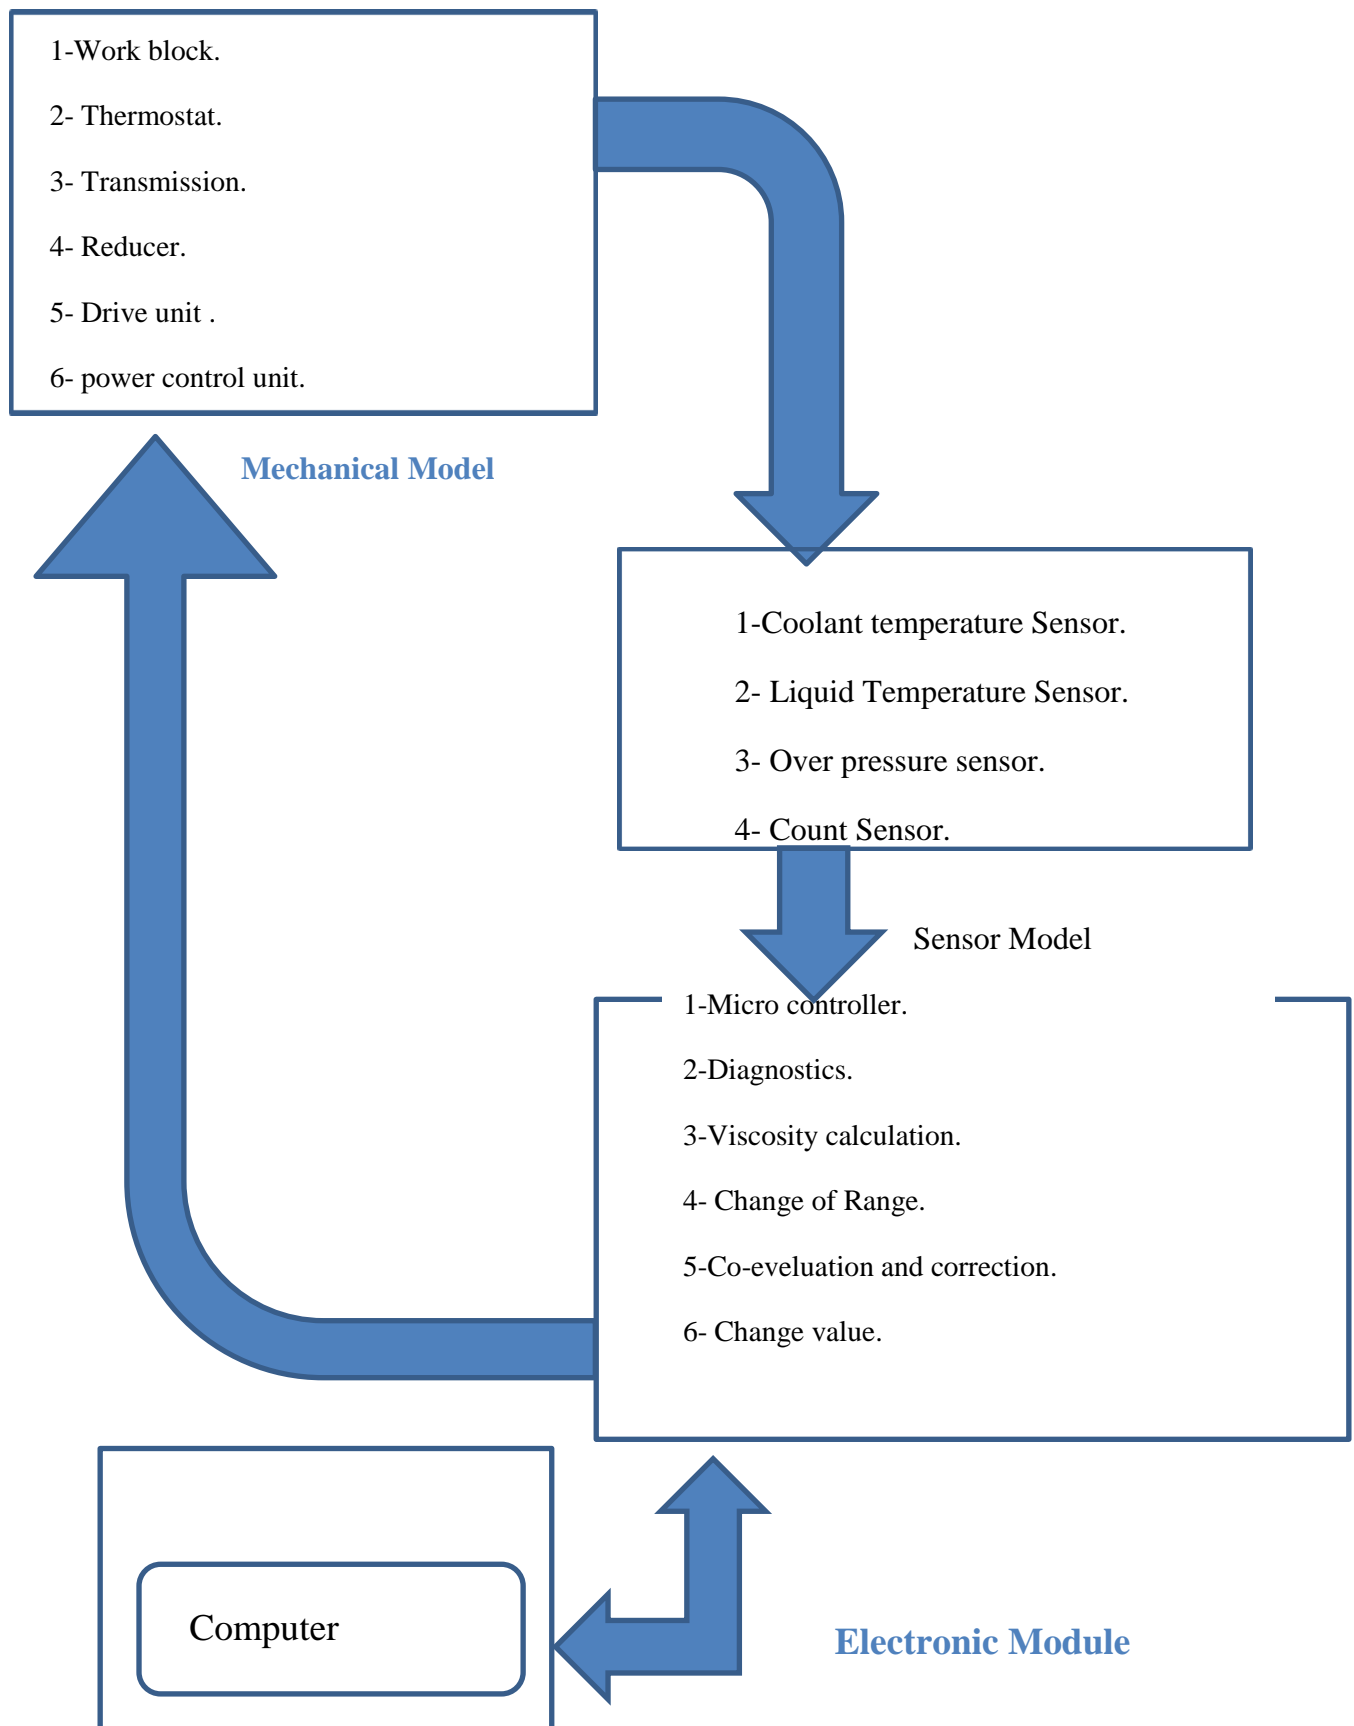 1-Work block.
2- Thermostat.
3- Transmission.
4- Reducer.
5- Drive unit .
6- power control unit.
Mechanical Model
1-Coolant temperature Sensor.
2- Liquid Temperature Sensor.
3- Over pressure sensor.
4- Count Sensor.
Sensor Model
1-Micro controller.
2-Diagnostics.
3-Viscosity calculation.
4- Change of Range.
5-Co-eveluation and correction.
6- Change value.
Computer
Electronic Module